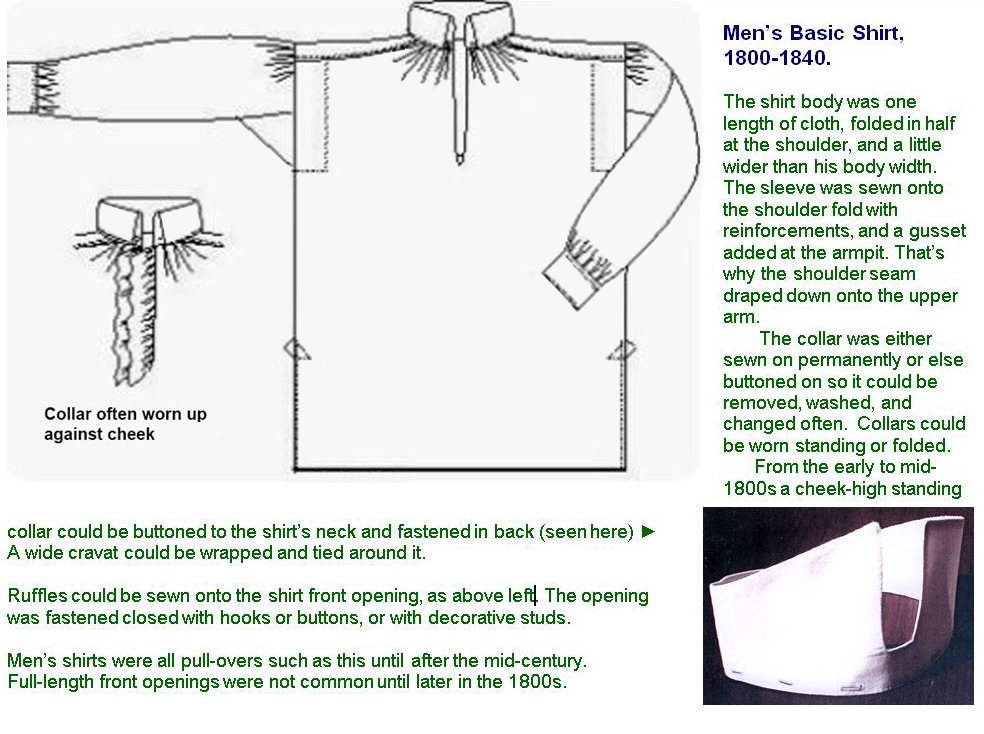 Men's Basic Shirt,
1800-1840.
The shirt body was one
length of cloth, folded in half
at the shoulder, and a little
wider than his body width.
The sleeve was sewn onto
the shoulder fold with
reinforcements, and a gusset
added at the armpit. That's
why the shoulder seam
draped down onto the upper
arm.
The collar was either
sewn on permanently or else
buttoned on so it could be
removed, washed, and
changed often. Collars could
be worn standing or folded.
From the early to mid-
1800s a cheek-high standing
collar could be buttoned to the shirt's neck and fastened in back (seen here) ►
A wide cravat could be wrapped and tied around it.
Ruffles could be sewn onto the shirt front opening, as above left. The opening
was fastened closed with hooks or buttons, or with decorative studs.
Men's shirts were all pull-overs such as this until after the mid-century.
Full-length front openings were not common until later in the 1800s.
Collar often worn up
against cheek